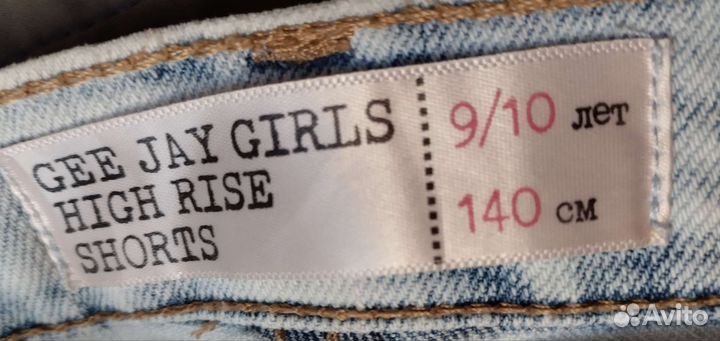 GEE JAY GIRLS
HIGH RISE
SHORTS
9/10 лет
140 см
Avito